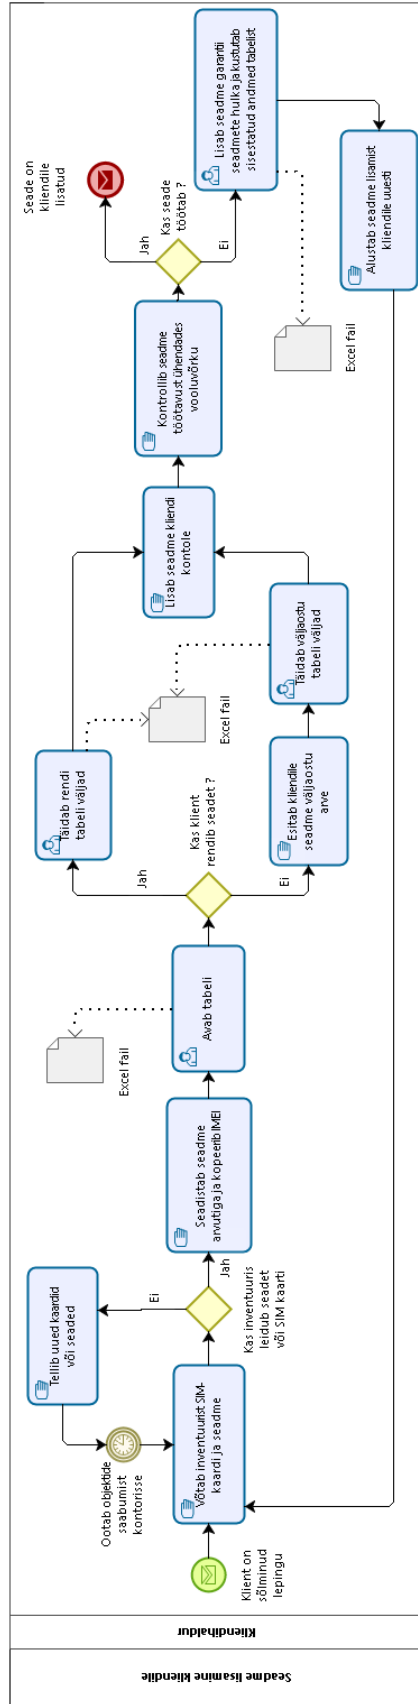 Seadme lisamine kliendile
Kliendihaldur
Klient on
sõlminud
lepingu
Võtab inventuurist SIM-
kaardi ja seadme
Ootab objektide
saabumist
kontorisse
Tellib uued kaardid
või seaded
Ei
Kas inventuuris
leidub seadet
või SIM kaarti
Jah
Seadistab seadme
arvutiga ja kopeerib IMEI
Avab tabeli
Excel fail
Kas klient
rendib seadet ?
Jah
Täidab rendi
tabeli väljad
Ei
Esitab kliendile
seadme väljaostu
arve
Excel fail
Täidab väljaostu
tabeli väljad
Lisab seadme kliendi
kontole
Kontrollib seadme
töötavust ühendades
vooluvõrku
Kas seade
töötab ?
Jah
Seade on
kliendile
lisatud
Ei
Lisab seadme garantii
seadmete hulka ja kustutab
sisestatud andmed tabelist
Excel fail
Alustab seadme lisamist
kliendile uuesti